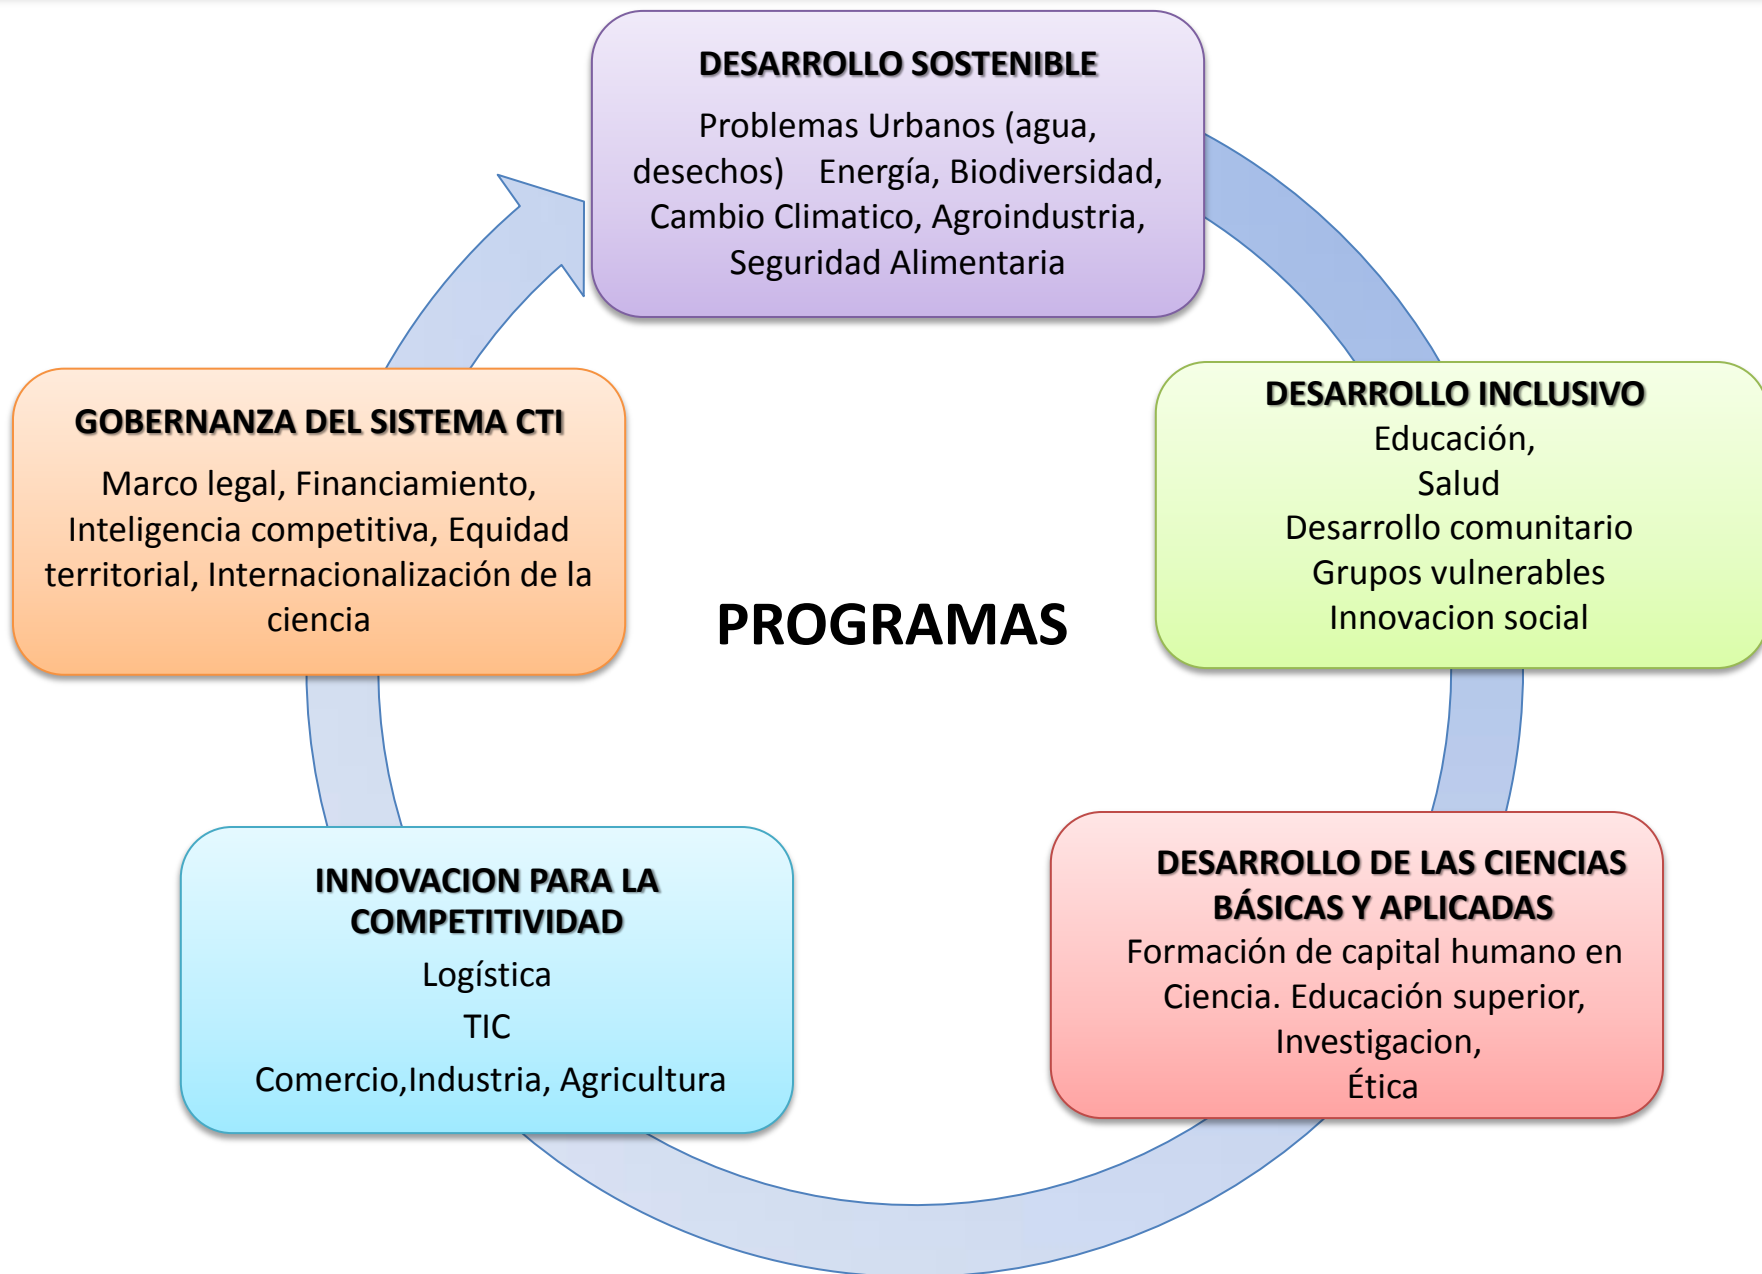 DESARROLLO SOSTENIBLE
Problemas Urbanos (agua,
desechos)    Energía, Biodiversidad,
Cambio Climatico, Agroindustria,
Seguridad Alimentaria
DESARROLLO INCLUSIVO
Educación,
Salud
Desarrollo comunitario
Grupos vulnerables
Innovacion social
GOBERNANZA DEL SISTEMA CTI
Marco legal, Financiamiento,
Inteligencia competitiva, Equidad
territorial, Internacionalización de la
ciencia
PROGRAMAS
DESARROLLO DE LAS CIENCIAS
BÁSICAS Y APLICADAS
Formación de capital humano en
Ciencia. Educación superior,
Investigacion,
Ética
INNOVACION PARA LA
COMPETITIVIDAD
Logística
TIC
Comercio,Industria, Agricultura